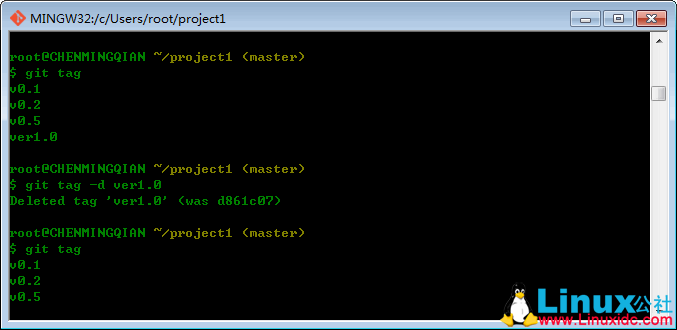 MINGW32:/c/Users/root/project1
root@CHENMINGQIAN ~/project1 (master)
$ git tag
v0.1
v0.2
v0.5
ver1.0
root@CHENMINGQIAN ~/project1 (master)
$ git tag -d ver1.0
Deleted tag 'ver1.0' (was d861c07)
root@CHENMINGQIAN ~/project1 (master)
$ git tag
v0.1
v0.2
v0.5
Linux公社
www.Linuxidc.com